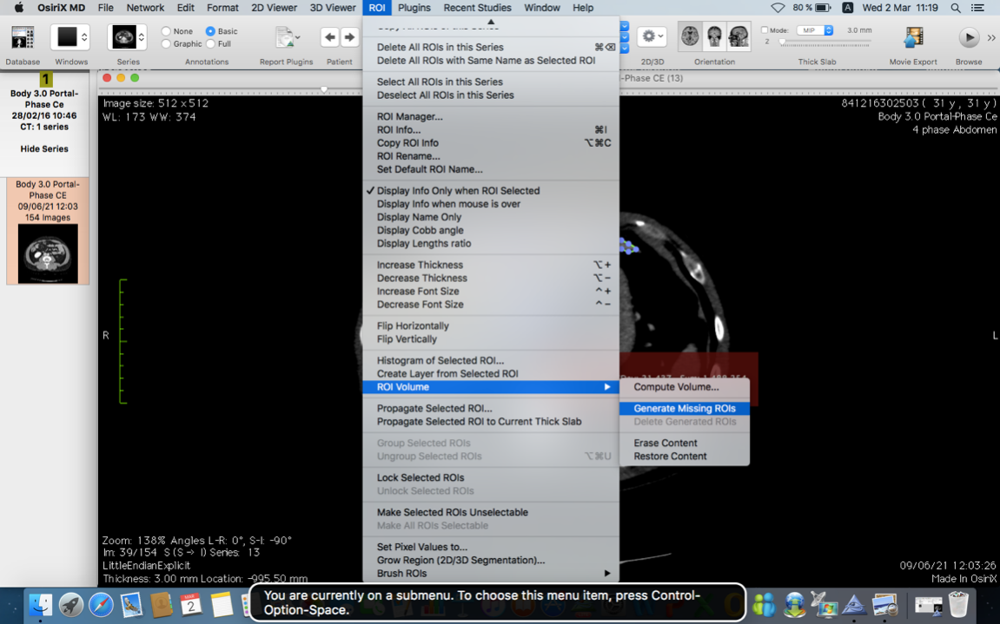 OsiriX MD File Network Edit Format 2D Viewer 3D Viewer ROI Plugins Recent Studies Window Help 80 % A Wed 2 Mar 11:19
None Basic
Graphic Full
Mode: MIP 3.0 mm
2
Database Windows Series Annotations Report Plugins Patient 2D/3D Orientation Thick Slab Movie Export Browse
1
Body 3.0 Portal-
Phase Ce
28/02/16 10:46
CT: 1 series
Hide Series
Body 3.0 Portal-
Phase CE
09/06/21 12:03
154 Images
-Phase CE (13)
Image size: 512 x 512
WL: 173 WW: 374
841216302503 ( 31 y , 31 y )
Body 3.0 Portal-Phase Ce
4 phase Abdomen
R
L
Delete All ROIs in this Series ⌘⌫
Delete All ROIs with Same Name as Selected ROI
Select All ROIs in this Series
Deselect All ROIs in this Series
ROI Manager...
ROI Info... ⌘I
Copy ROI Info ⌥⌘C
ROI Rename...
Set Default ROI Name...
✓ Display Info Only when ROI Selected
Display Info when mouse is over
Display Name Only
Display Cobb angle
Display Lengths ratio
Increase Thickness ⌥+
Decrease Thickness ⌥−
Increase Font Size ^+
Decrease Font Size ^−
Flip Horizontally
Flip Vertically
Histogram of Selected ROI...
Create Layer from Selected ROI
ROI Volume
Propagate Selected ROI...
Propagate Selected ROI to Current Thick Slab
Group Selected ROIs
Ungroup Selected ROIs ⌥⌘U
Lock Selected ROIs
Unlock Selected ROIs
Make Selected ROIs Unselectable
Make All ROIs Selectable
Set Pixel Values to...
Grow Region (2D/3D Segmentation)...
Brush ROIs
Compute Volume...
Generate Missing ROIs
Delete Generated ROIs
Erase Content
Restore Content
Zoom: 138% Angles L-R: 0°, S-I: -90°
Im: 39/154 S (S -> I) Series: 13
LittleEndianExplicit
Thickness: 3.00 mm Location: -995.50 mm
09/06/21 12:03:26
Made In OsiriX
MAR
2
You are currently on a submenu. To choose this menu item, press Control-
Option-Space.